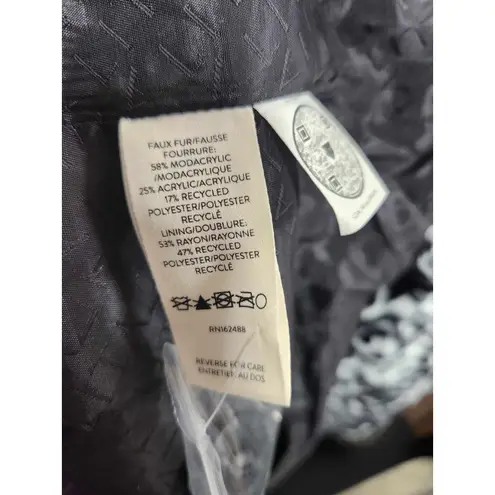 FAUX FUR/FAUSSE
FOURRURE:
58% MODACRYLIC
/MODACRYLIQUE
25% ACRYLIC/ACRYLIQUE
17% RECYCLED
POLYESTER/POLYESTER
RECYCLÉ
LINING/DOUBLURE:
53% RAYON/RAYONNE
47% RECYCLED
POLYESTER/POLYESTER
RECYCLÉ
RN162488
REVERSE FOR CARE
ENTRETIEN AU DOS